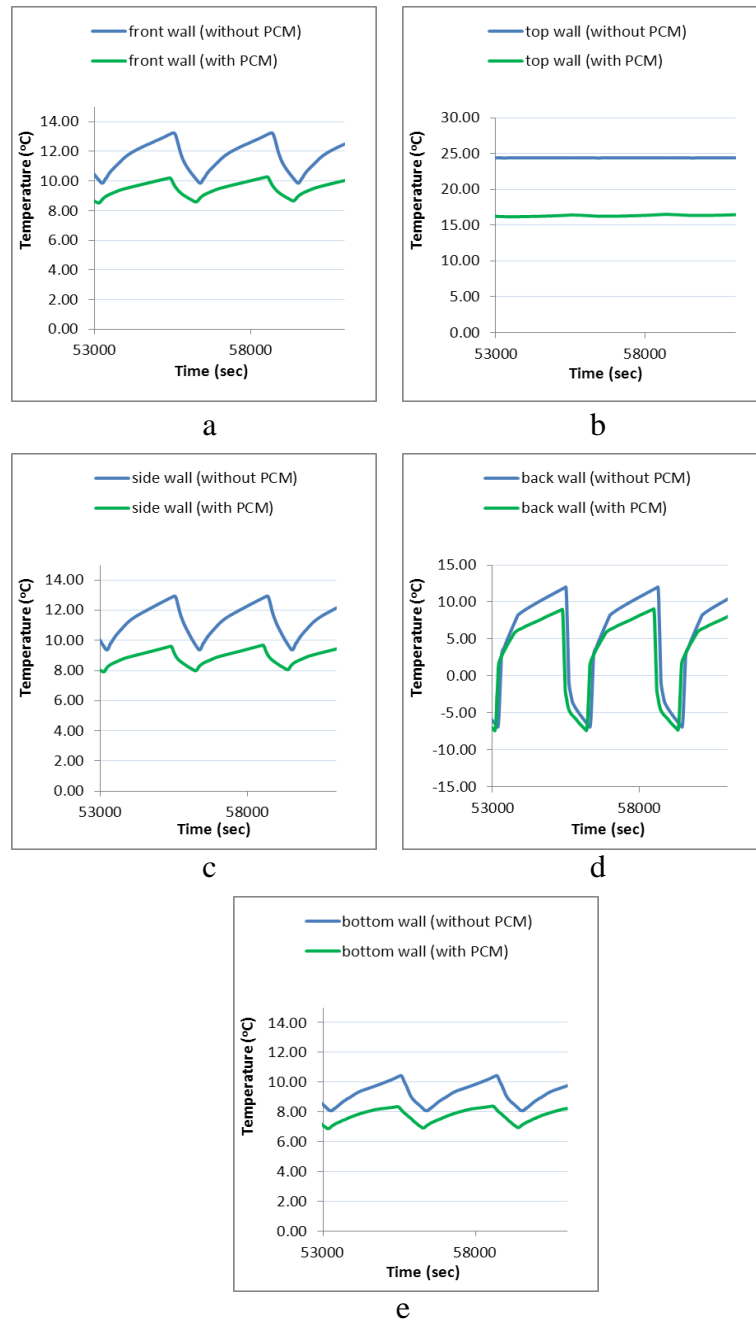 front wall (without PCM)
front wall (with PCM)
Temperature (ºC)
14.00
12.00
10.00
8.00
6.00
4.00
2.00
0.00
53000 58000
Time (sec)
a
top wall (without PCM)
top wall (with PCM)
Temperature (ºC)
30.00
25.00
20.00
15.00
10.00
5.00
0.00
53000 58000
Time (sec)
b
side wall (without PCM)
side wall (with PCM)
Temperature (ºC)
14.00
12.00
10.00
8.00
6.00
4.00
2.00
0.00
53000 58000
Time (sec)
c
back wall (without PCM)
back wall (with PCM)
Temperature (ºC)
15.00
10.00
5.00
0.00
-5.00
-10.00
-15.00
53000 58000
Time (sec)
d
bottom wall (without PCM)
bottom wall (with PCM)
Temperature (ºC)
14.00
12.00
10.00
8.00
6.00
4.00
2.00
0.00
53000 58000
Time (sec)
e